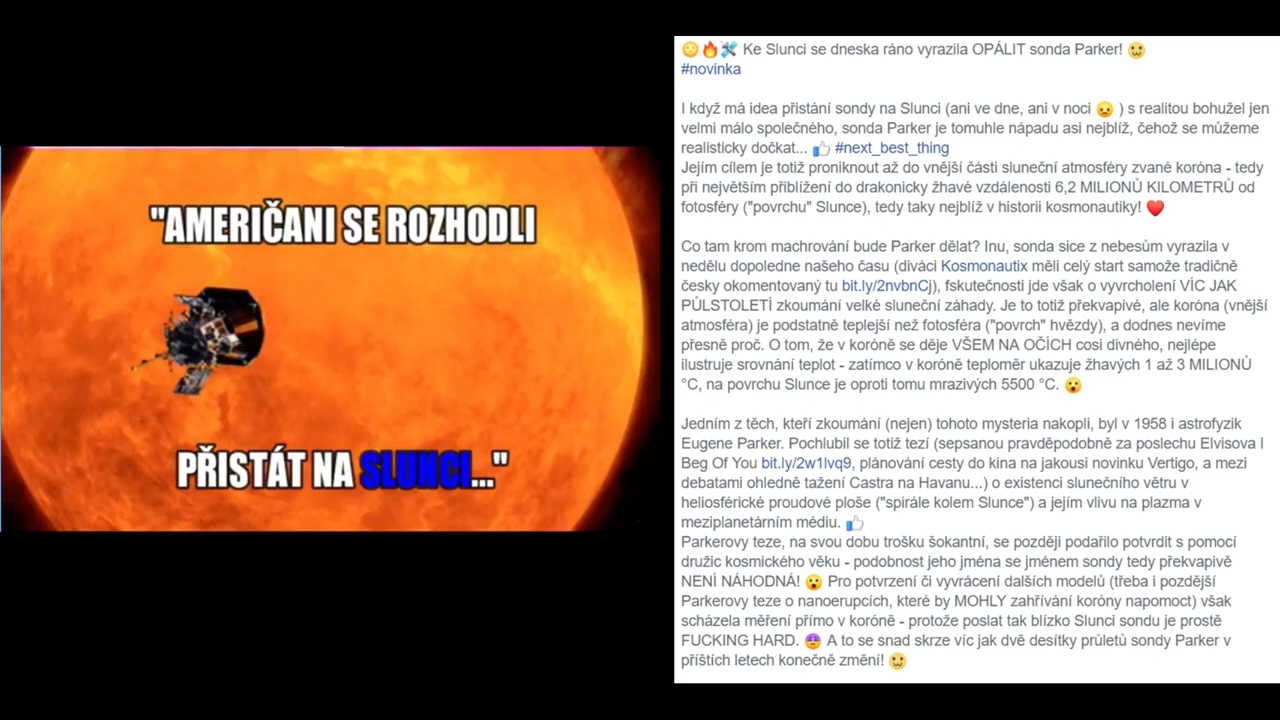 "AMERIČANI SE ROZHODLI
PŘISTÁT NA SLUNCI..."
Ke Slunci se dneska ráno vyrazila OPÁLIT sonda Parker!
#novinka
I když má idea přistání sondy na Slunci (ani ve dne, ani v noci ) s realitou bohužel jen
velmi málo společného, sonda Parker je tomuhle nápadu asi nejblíž, čehož se můžeme
realisticky dočkat... #next_best_thing
Jejím cílem je totiž proniknout až do vnější části sluneční atmosféry zvané koróna - tedy
při největším přiblížení do drakonicky žhavé vzdálenosti 6,2 MILIONŮ KILOMETRŮ od
fotosféry ("povrchu" Slunce), tedy taky nejblíž v historii kosmonautiky!
Co tam krom machrování bude Parker dělat? Inu, sonda sice z nebesům vyrazila v
nedělu dopoledne našeho času (diváci Kosmonautix měli celý start samože tradičně
česky okomentovaný tu bit.ly/2nvbnCj), fskutečnosti jde však o vyvrcholení VÍC JAK
PŮLSTOLETÍ zkoumání velké sluneční záhady. Je to totiž překvapivé, ale koróna (vnější
atmosféra) je podstatně teplejší než fotosféra ("povrch" hvězdy), a dodnes nevíme
přesně proč. O tom, že v koróně se děje VŠEM NA OČÍCH cosi divného, nejlépe
ilustruje srovnání teplot - zatímco v koróně teploměr ukazuje žhavých 1 až 3 MILIONŮ
°C, na povrchu Slunce je oproti tomu mrazivých 5500 °C.
Jedním z těch, kteří zkoumání (nejen) tohoto mysteria nakopli, byl v 1958 i astrofyzik
Eugene Parker. Pochlubil se totiž tezí (sepsanou pravděpodobně za poslechu Elvisova I
Beg Of You bit.ly/2w1lvq9, plánování cesty do kina na jakousi novinku Vertigo, a mezi
debatami ohledně tažení Castra na Havanu...) o existenci slunečního větru v
heliosférické proudové ploše ("spirále kolem Slunce") a jejím vlivu na plazma v
meziplanetárním médiu.
Parkerovy teze, na svou dobu trošku šokantní, se později podařilo potvrdit s pomocí
družic kosmického věku - podobnost jeho jména se jménem sondy tedy překvapivě
NENÍ NÁHODNÁ! Pro potvrzení či vyvrácení dalších modelů (třeba i pozdější
Parkerovy teze o nanoerupcích, které by MOHLY zahřívání koróny napomoct) však
scházela měření přímo v koróně - protože poslat tak blízko Slunci sondu je prostě
FUCKING HARD. A to se snad skrze víc jak dvě desítky průletů sondy Parker v
příštích letech konečně změní!